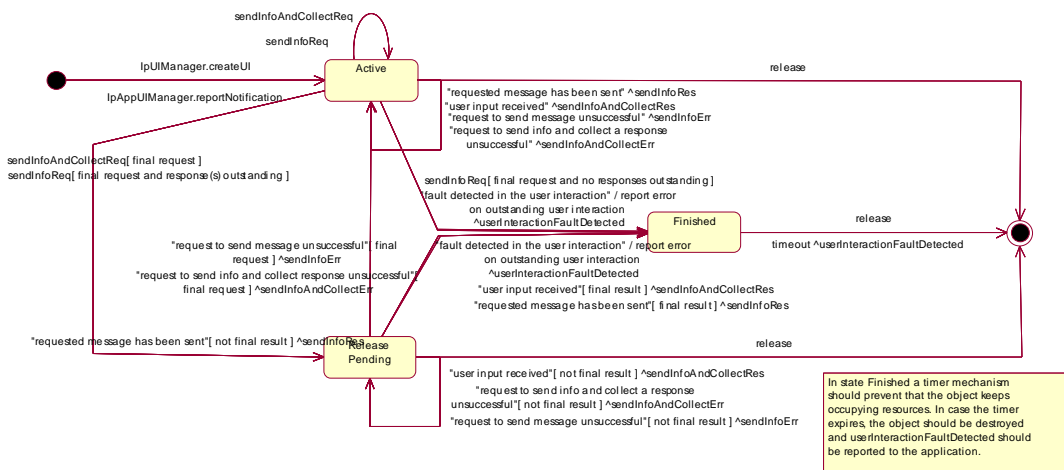 sendInfoAndCollectReq
sendInfoReq
IpUIManager.createUI
Active
release
IpAppUIManager.reportNotification
"requested message has been sent" ^sendInfoRes
"user input received" ^sendInfoAndCollectRes
"request to send message unsuccessful" ^sendInfoErr
"request to send info and collect a response
unsuccessful" ^sendInfoAndCollectErr
sendInfoAndCollectReq[ final request ]
sendInfoReq[ final request and response(s) outstanding ]
sendInfoReq[ final request and no responses outstanding ]
"fault detected in the user interaction" / report error
on outstanding user interaction
^userInteractionFaultDetected
Finished
release
timeout ^userInteractionFaultDetected
"request to send message unsuccessful"[ final
request ] ^sendInfoErr
"request to send info and collect response unsuccessful"[
final request ] ^sendInfoAndCollectErr
"fault detected in the user interaction" / report error
on outstanding user interaction
^userInteractionFaultDetected
"user input received"[ final result ] ^sendInfoAndCollectRes
"requested message has been sent"[ final result ] ^sendInfoRes
"requested message has been sent"[ not final result ] ^sendInfoRes
Release
Pending
release
"user input received"[ not final result ] ^sendInfoAndCollectRes
"request to send info and collect a response
unsuccessful"[ not final result ] ^sendInfoAndCollectErr
"request to send message unsuccessful"[ not final result ] ^sendInfoErr
In state Finished a timer mechanism
should prevent that the object keeps
occupying resources. In case the timer
expires, the object should be destroyed
and userInteractionFaultDetected should
be reported to the application.